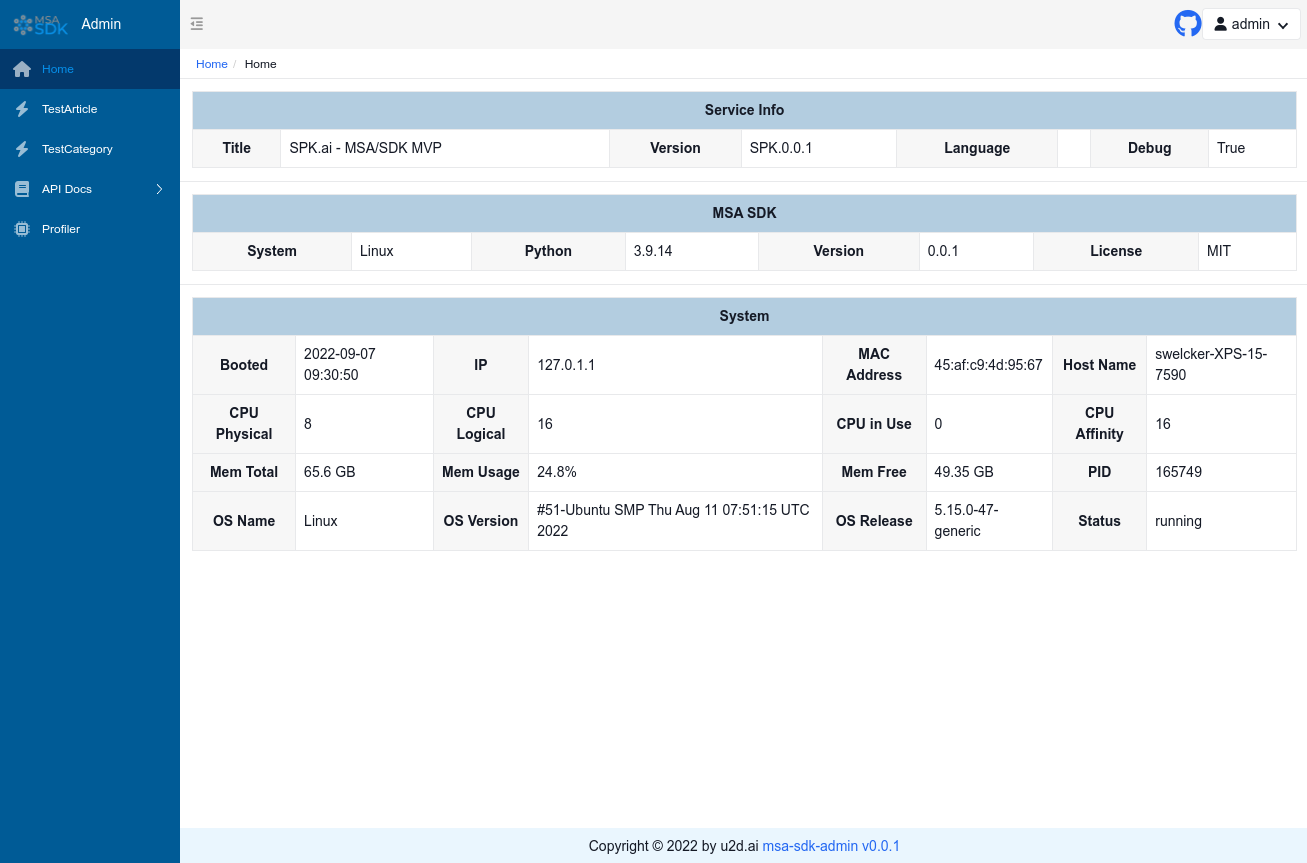 MSA SDK Admin
admin
Home
TestArticle
TestCategory
API Docs
Profiler
Home / Home
Service Info
Title SPK.ai - MSA/SDK MVP Version SPK.0.0.1 Language Debug True
MSA SDK
System Linux Python 3.9.14 Version 0.0.1 License MIT
System
Booted 2022-09-07 09:30:50 IP 127.0.1.1 MAC Address 45:af:c9:4d:95:67 Host Name swelcker-XPS-15-7590
CPU Physical 8 CPU Logical 16 CPU in Use 0 CPU Affinity 16
Mem Total 65.6 GB Mem Usage 24.8% Mem Free 49.35 GB PID 165749
OS Name Linux OS Version #51-Ubuntu SMP Thu Aug 11 07:51:15 UTC 2022 OS Release 5.15.0-47-generic Status running
Copyright © 2022 by u2d.ai msa-sdk-admin v0.0.1